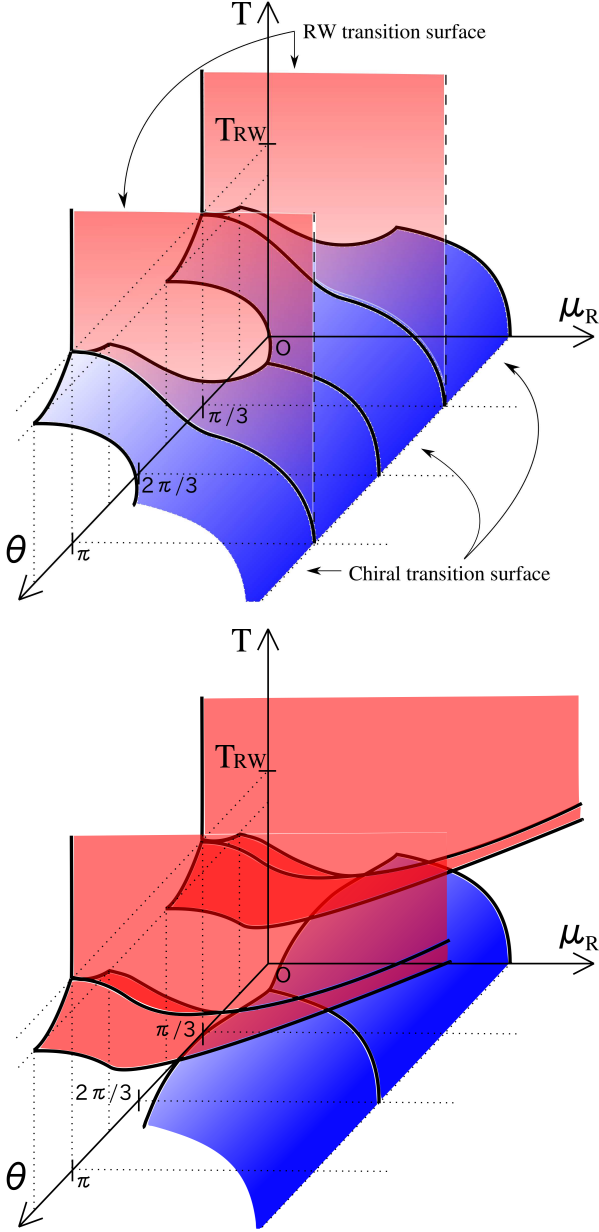 T
RW transition surface
TRW
μR
O
π/3
2π/3
θ
π
Chiral transition surface
T
TRW
μR
O
π/3
2π/3
θ
π